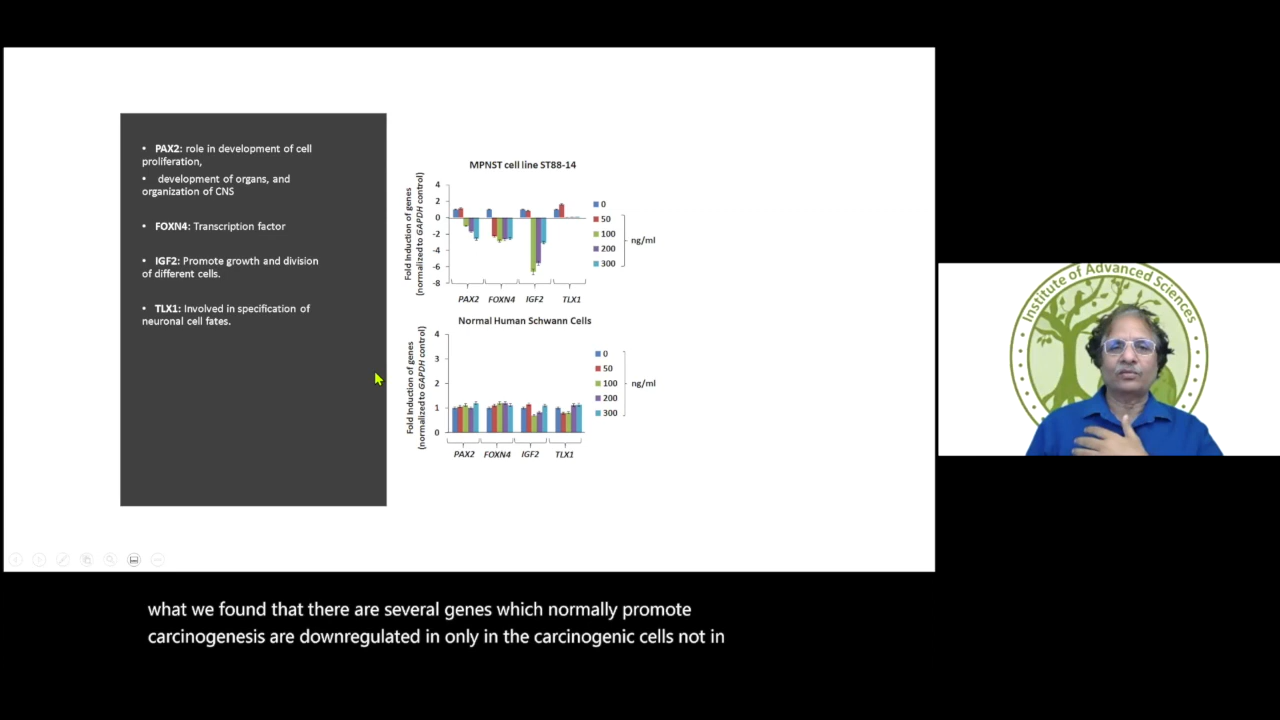 • PAX2: role in development of cell
proliferation,
• development of organs, and
organization of CNS
• FOXN4: Transcription factor
• IGF2: Promote growth and division
of different cells.
• TLX1: Involved in specification of
neuronal cell fates.
MPNST cell line ST88-14
Fold Induction of genes
(normalized to GAPDH control)
4
2
0
-2
-4
-6
-8
PAX2 FOXN4 IGF2 TLX1
0
50
100
200
300
ng/ml
Normal Human Schwann Cells
Fold Induction of genes
(normalized to GAPDH control)
4
3
2
1
0
PAX2 FOXN4 IGF2 TLX1
0
50
100
200
300
ng/ml
Institute of Advanced Sciences
what we found that there are several genes which normally promote
carcinogenesis are downregulated in only in the carcinogenic cells not in